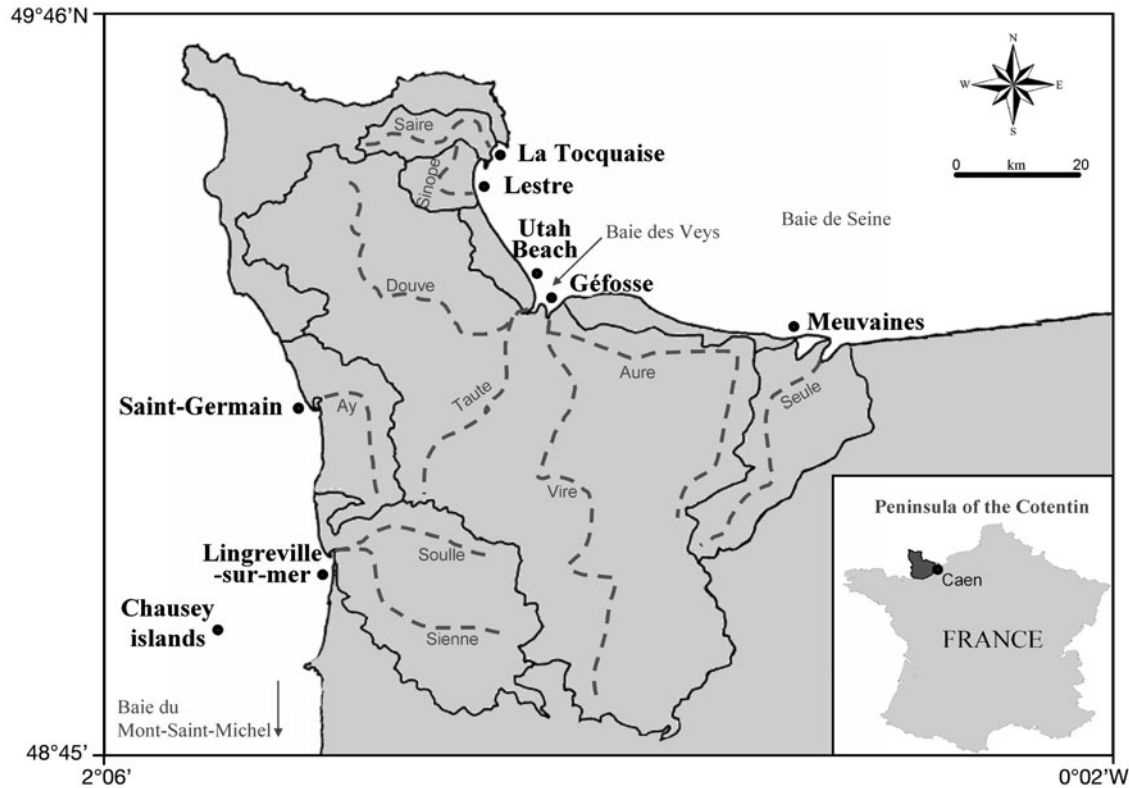 49°46'N
N
W
E
S
0
km
20
Saire
La Tocquaise
Sinope
Lestre
Utah
Beach
Baie des Veys
Baie de Seine
Géfosse
Douve
Meuvaines
Aure
Taute
Seule
Saint-Germain
Ay
Vire
Peninsula of the Cotentin
Lingreville
-sur-mer
Soulle
Caen
Chausey
islands
Sienne
FRANCE
Baie du
Mont-Saint-Michel
48°45'
2°06'
0°02'W